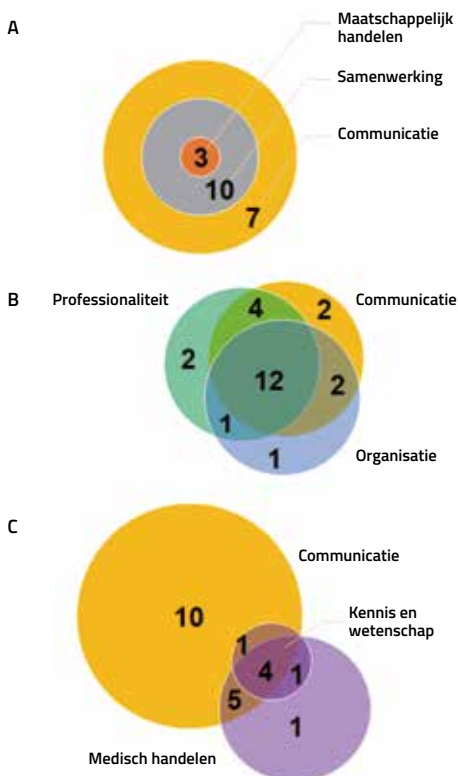 A
Maatschappelijk
handelen
Samenwerking
Communicatie
3
10
7
B
Professionaliteit
Communicatie
4
2
2
12
2
1
1
Organisatie
C
Communicatie
10
Kennis en
wetenschap
1
4
1
5
1
Medisch handelen